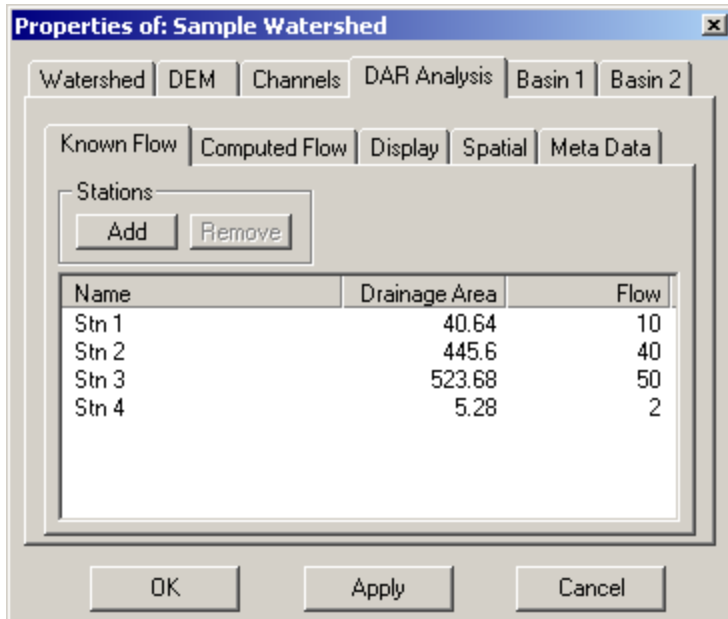 Properties of: Sample Watershed
Watershed DEM Channels DAR Analysis Basin 1 Basin 2
Known Flow Computed Flow Display Spatial Meta Data
Stations
Add Remove
Name Drainage Area Flow
Stn 1 40.64 10
Stn 2 445.6 40
Stn 3 523.68 50
Stn 4 5.28 2
OK Apply Cancel